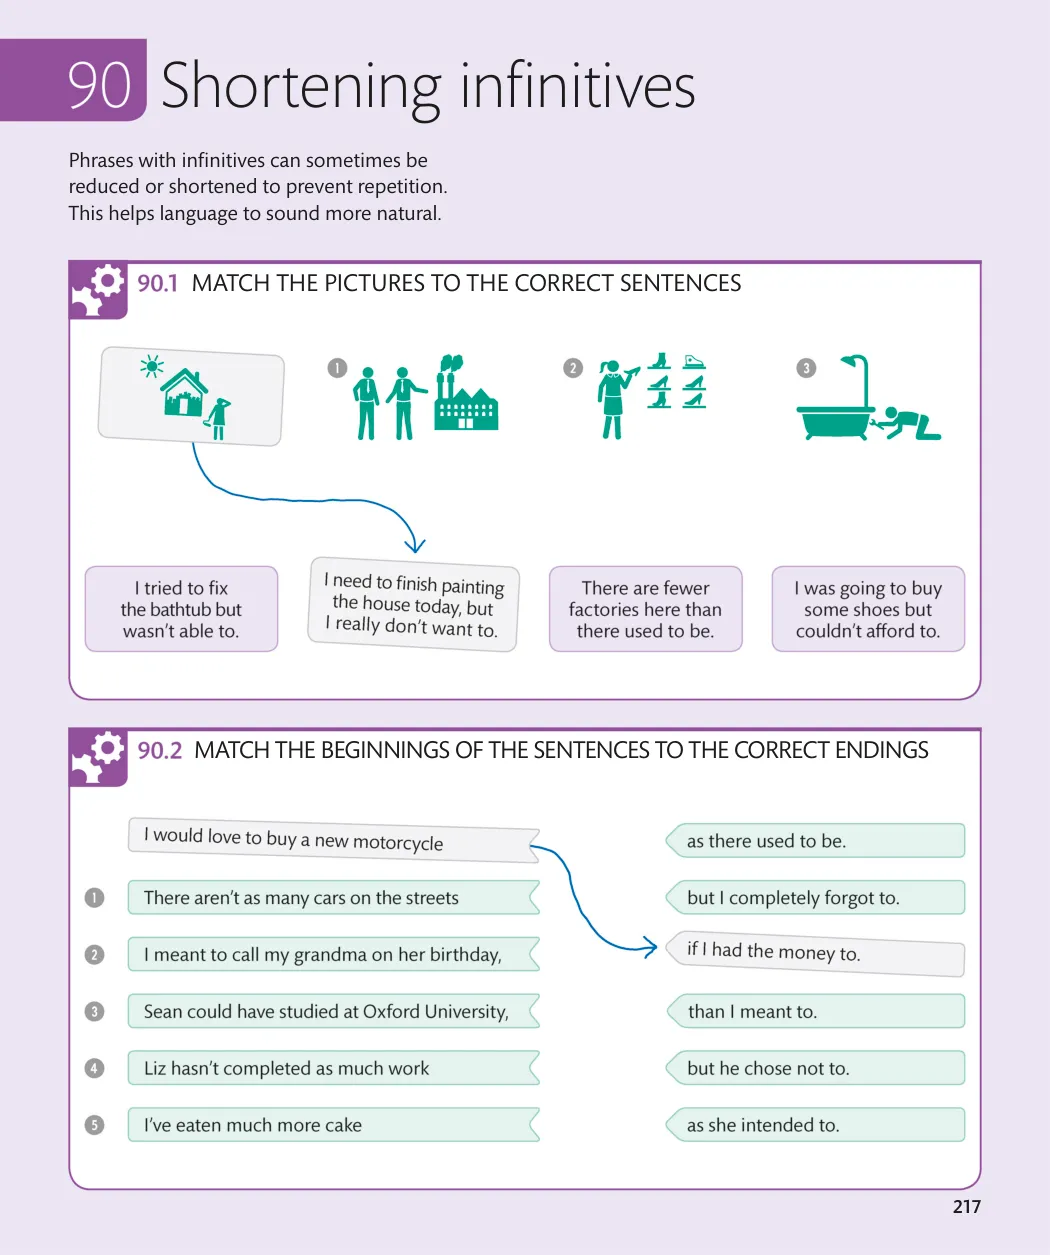 90 Shortening infinitives
Phrases with infinitives can sometimes be
reduced or shortened to prevent repetition.
This helps language to sound more natural.
90.1 MATCH THE PICTURES TO THE CORRECT SENTENCES
1
2
3
I tried to fix
the bathtub but
wasn't able to.
I need to finish painting
the house today, but
I really don't want to.
There are fewer
factories here than
there used to be.
I was going to buy
some shoes but
couldn't afford to.
90.2 MATCH THE BEGINNINGS OF THE SENTENCES TO THE CORRECT ENDINGS
I would love to buy a new motorcycle
as there used to be.
1 There aren't as many cars on the streets
but I completely forgot to.
2 I meant to call my grandma on her birthday,
if I had the money to.
3 Sean could have studied at Oxford University,
than I meant to.
4 Liz hasn't completed as much work
but he chose not to.
5 I've eaten much more cake
as she intended to.
217